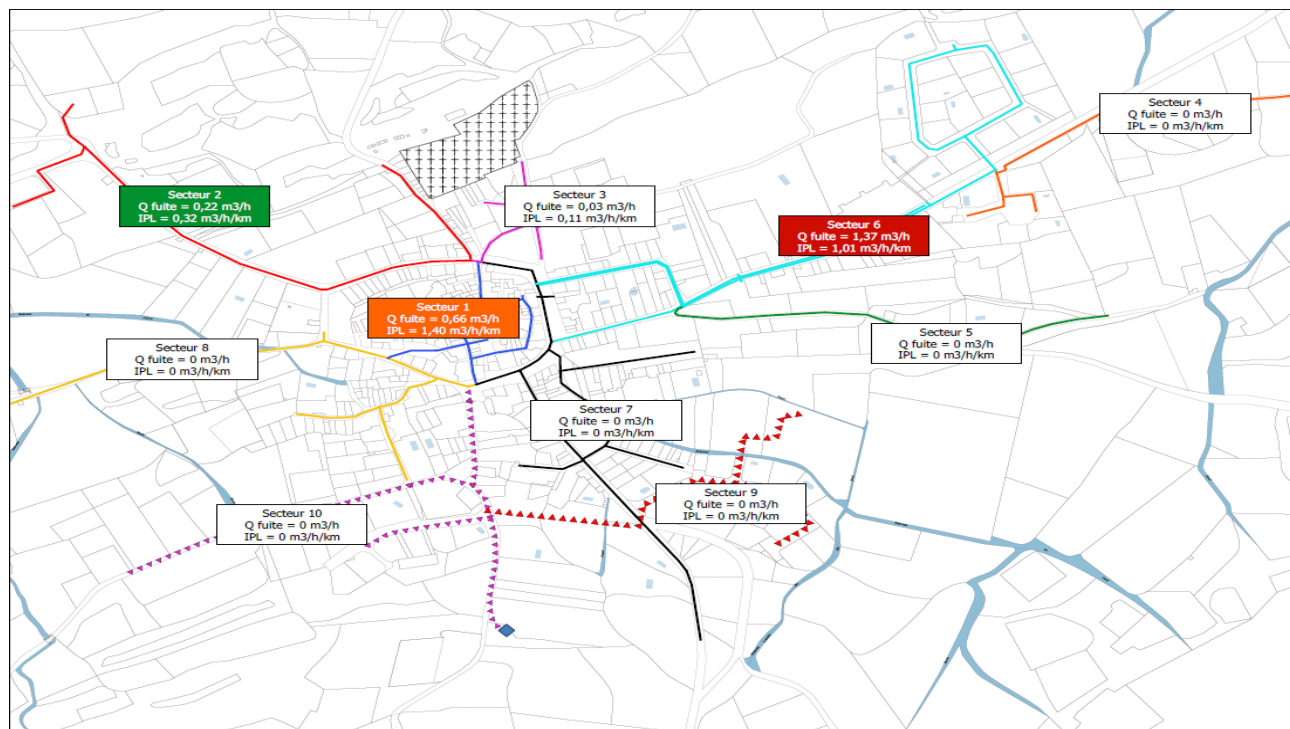 Secteur 4
Q fuite = 0 m3/h
IPL = 0 m3/h/km
Secteur 2
Q fuite = 0,22 m3/h
IPL = 0,32 m3/h/km
Secteur 3
Q fuite = 0,03 m3/h
IPL = 0,11 m3/h/km
Secteur 6
Q fuite = 1,37 m3/h
IPL = 1,01 m3/h/km
Secteur 1
Q fuite = 0,66 m3/h
IPL = 1,40 m3/h/km
Secteur 5
Q fuite = 0 m3/h
IPL = 0 m3/h/km
Secteur 8
Q fuite = 0 m3/h
IPL = 0 m3/h/km
Secteur 7
Q fuite = 0 m3/h
IPL = 0 m3/h/km
Secteur 9
Q fuite = 0 m3/h
IPL = 0 m3/h/km
Secteur 10
Q fuite = 0 m3/h
IPL = 0 m3/h/km